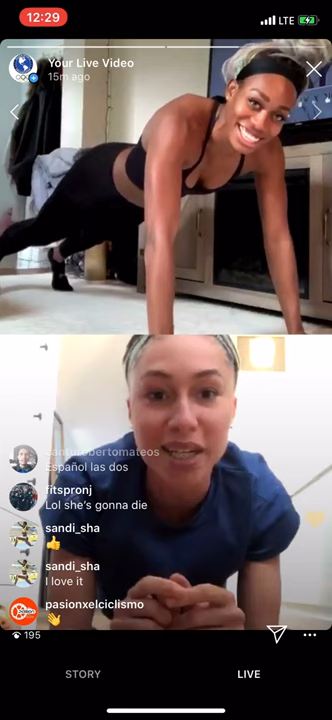 12:29
LTE
Your Live Video
15m ago
Español las dos
fitspronj
Lol she's gonna die
sandi_sha
👍
sandi_sha
I love it
pasionxelciclismo
👋
195
STORY
LIVE